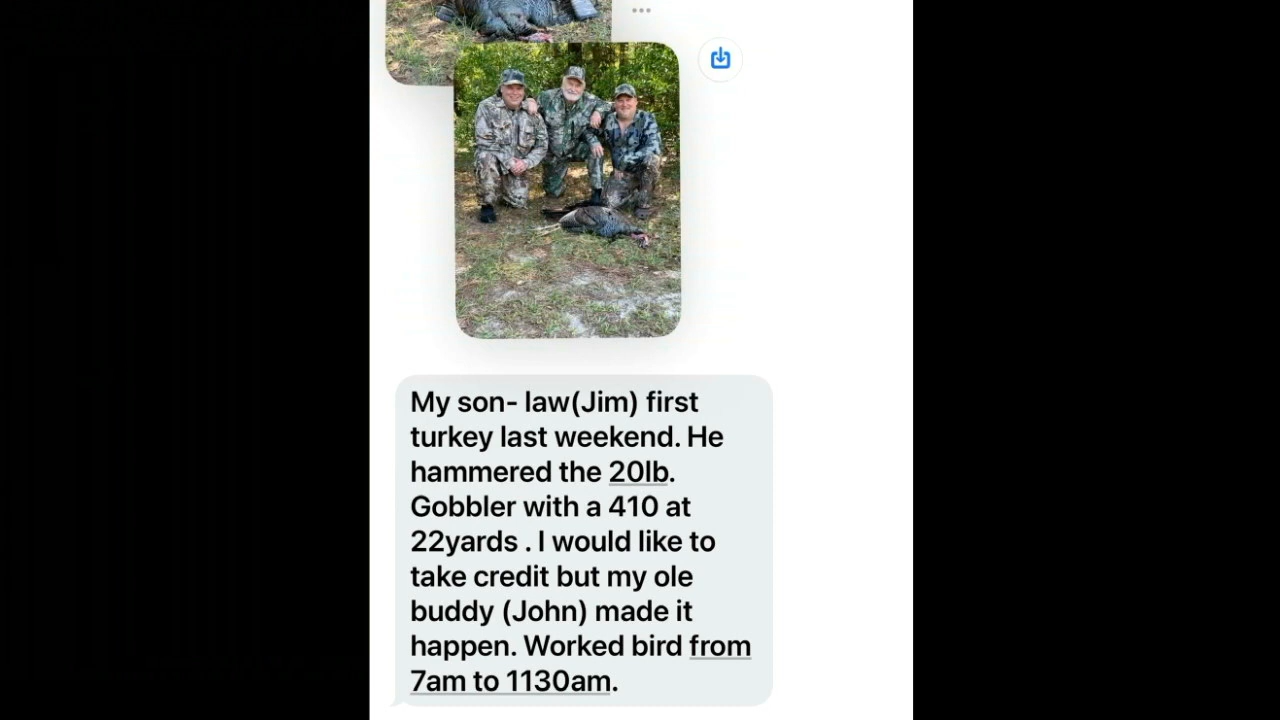 My son- law(Jim) first
turkey last weekend. He
hammered the 20lb.
Gobbler with a 410 at
22yards . I would like to
take credit but my ole
buddy (John) made it
happen. Worked bird from
7am to 1130am.